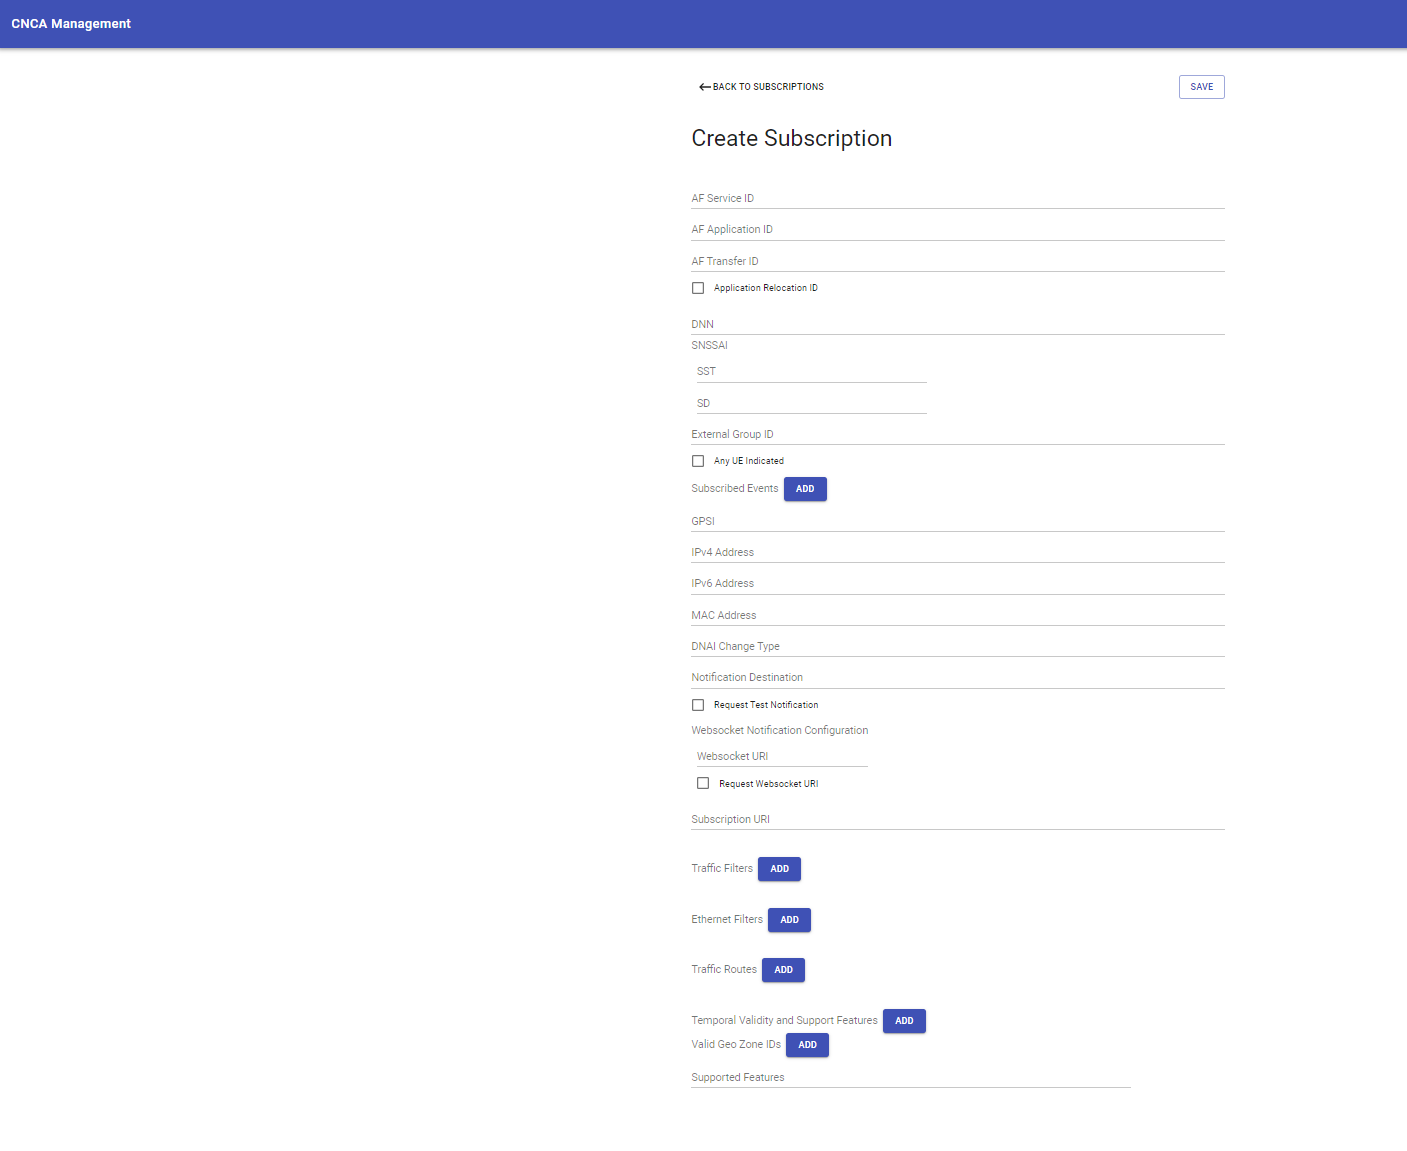 CNCA Management
BACK TO SUBSCRIPTIONS
SAVE
Create Subscription
AF Service ID
AF Application ID
AF Transfer ID
Application Relocation ID
DNN
SNSSAI
SST
SD
External Group ID
Any UE Indicated
Subscribed Events ADD
GPSI
IPv4 Address
IPv6 Address
MAC Address
DNAI Change Type
Notification Destination
Request Test Notification
Websocket Notification Configuration
Websocket URI
Request Websocket URI
Subscription URI
Traffic Filters ADD
Ethernet Filters ADD
Traffic Routes ADD
Temporal Validity and Support Features ADD
Valid Geo Zone IDs ADD
Supported Features